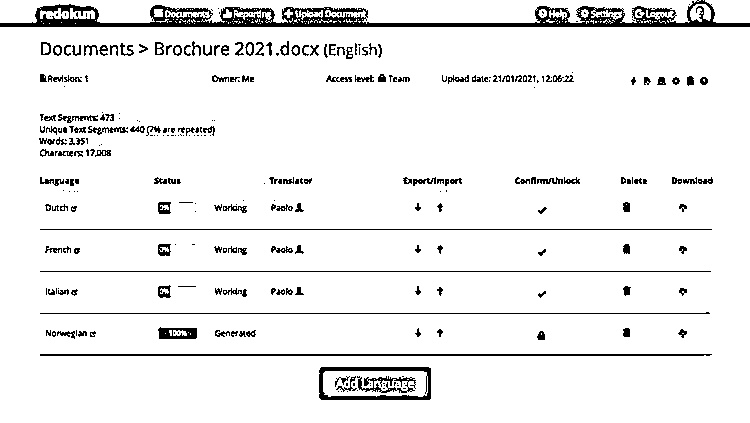 redokun Documents Reporting Upload Document Help Settings Logout
Documents > Brochure 2021.docx (English)
Revision: 1 Owner: Me Access level: Team Upload date: 21/01/2021, 12:06:22
Text Segments: 473
Unique Text Segments: 440 (7% are repeated)
Words: 3,351
Characters: 17,008
Language Status Translator Export/Import Confirm/Unlock Delete Download
Dutch Working Paolo
French Working Paolo
Italian Working Paolo
Norwegian 100% Generated
Add Language